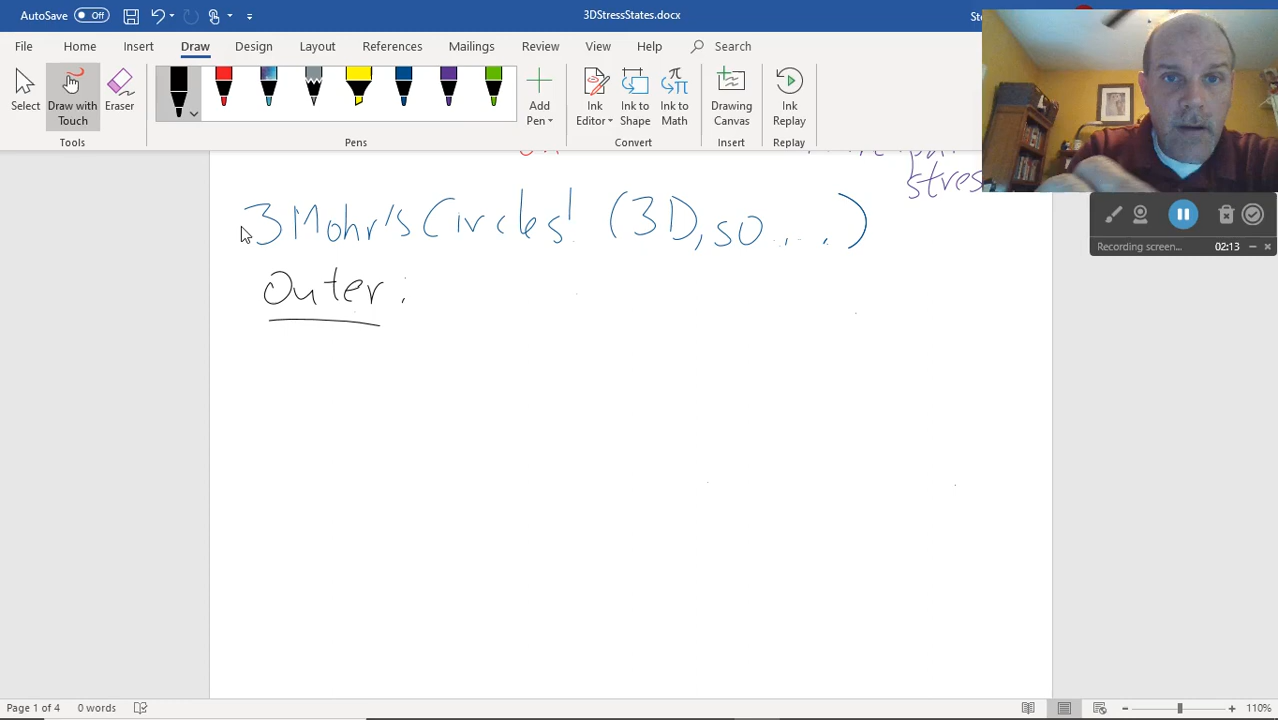 AutoSave Off 3DStressStates.docx
File Home Insert Draw Design Layout References Mailings Review View Help Search
Select Draw with Touch Eraser Add Pen Ink Editor Ink to Shape Ink to Math Drawing Canvas Ink Replay
Tools Pens Convert Insert Replay
stres
3 Mohr's Circles! (3D, so ... )
Outer:
Recording screen... 02:13
Page 1 of 4 0 words 110%